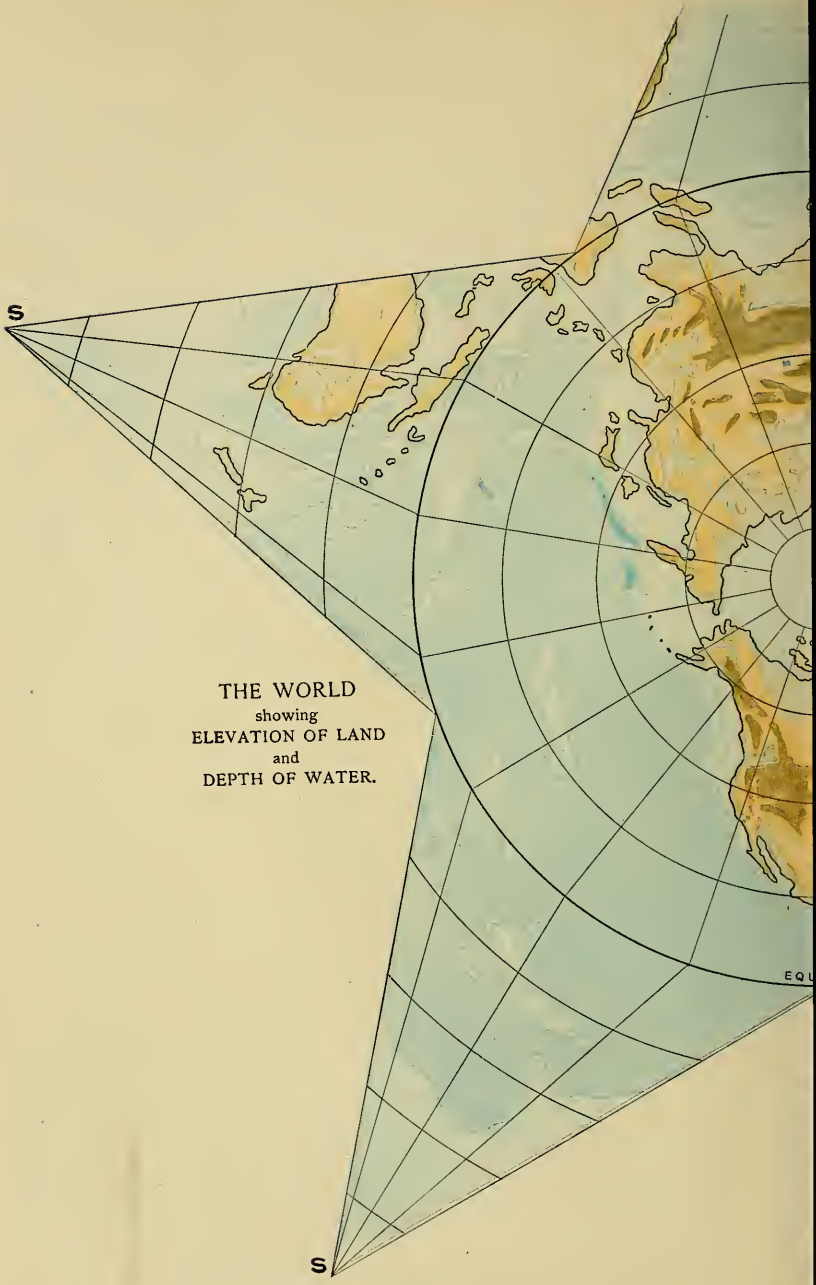 S
THE WORLD
showing
ELEVATION OF LAND
and
DEPTH OF WATER.
EQU
S